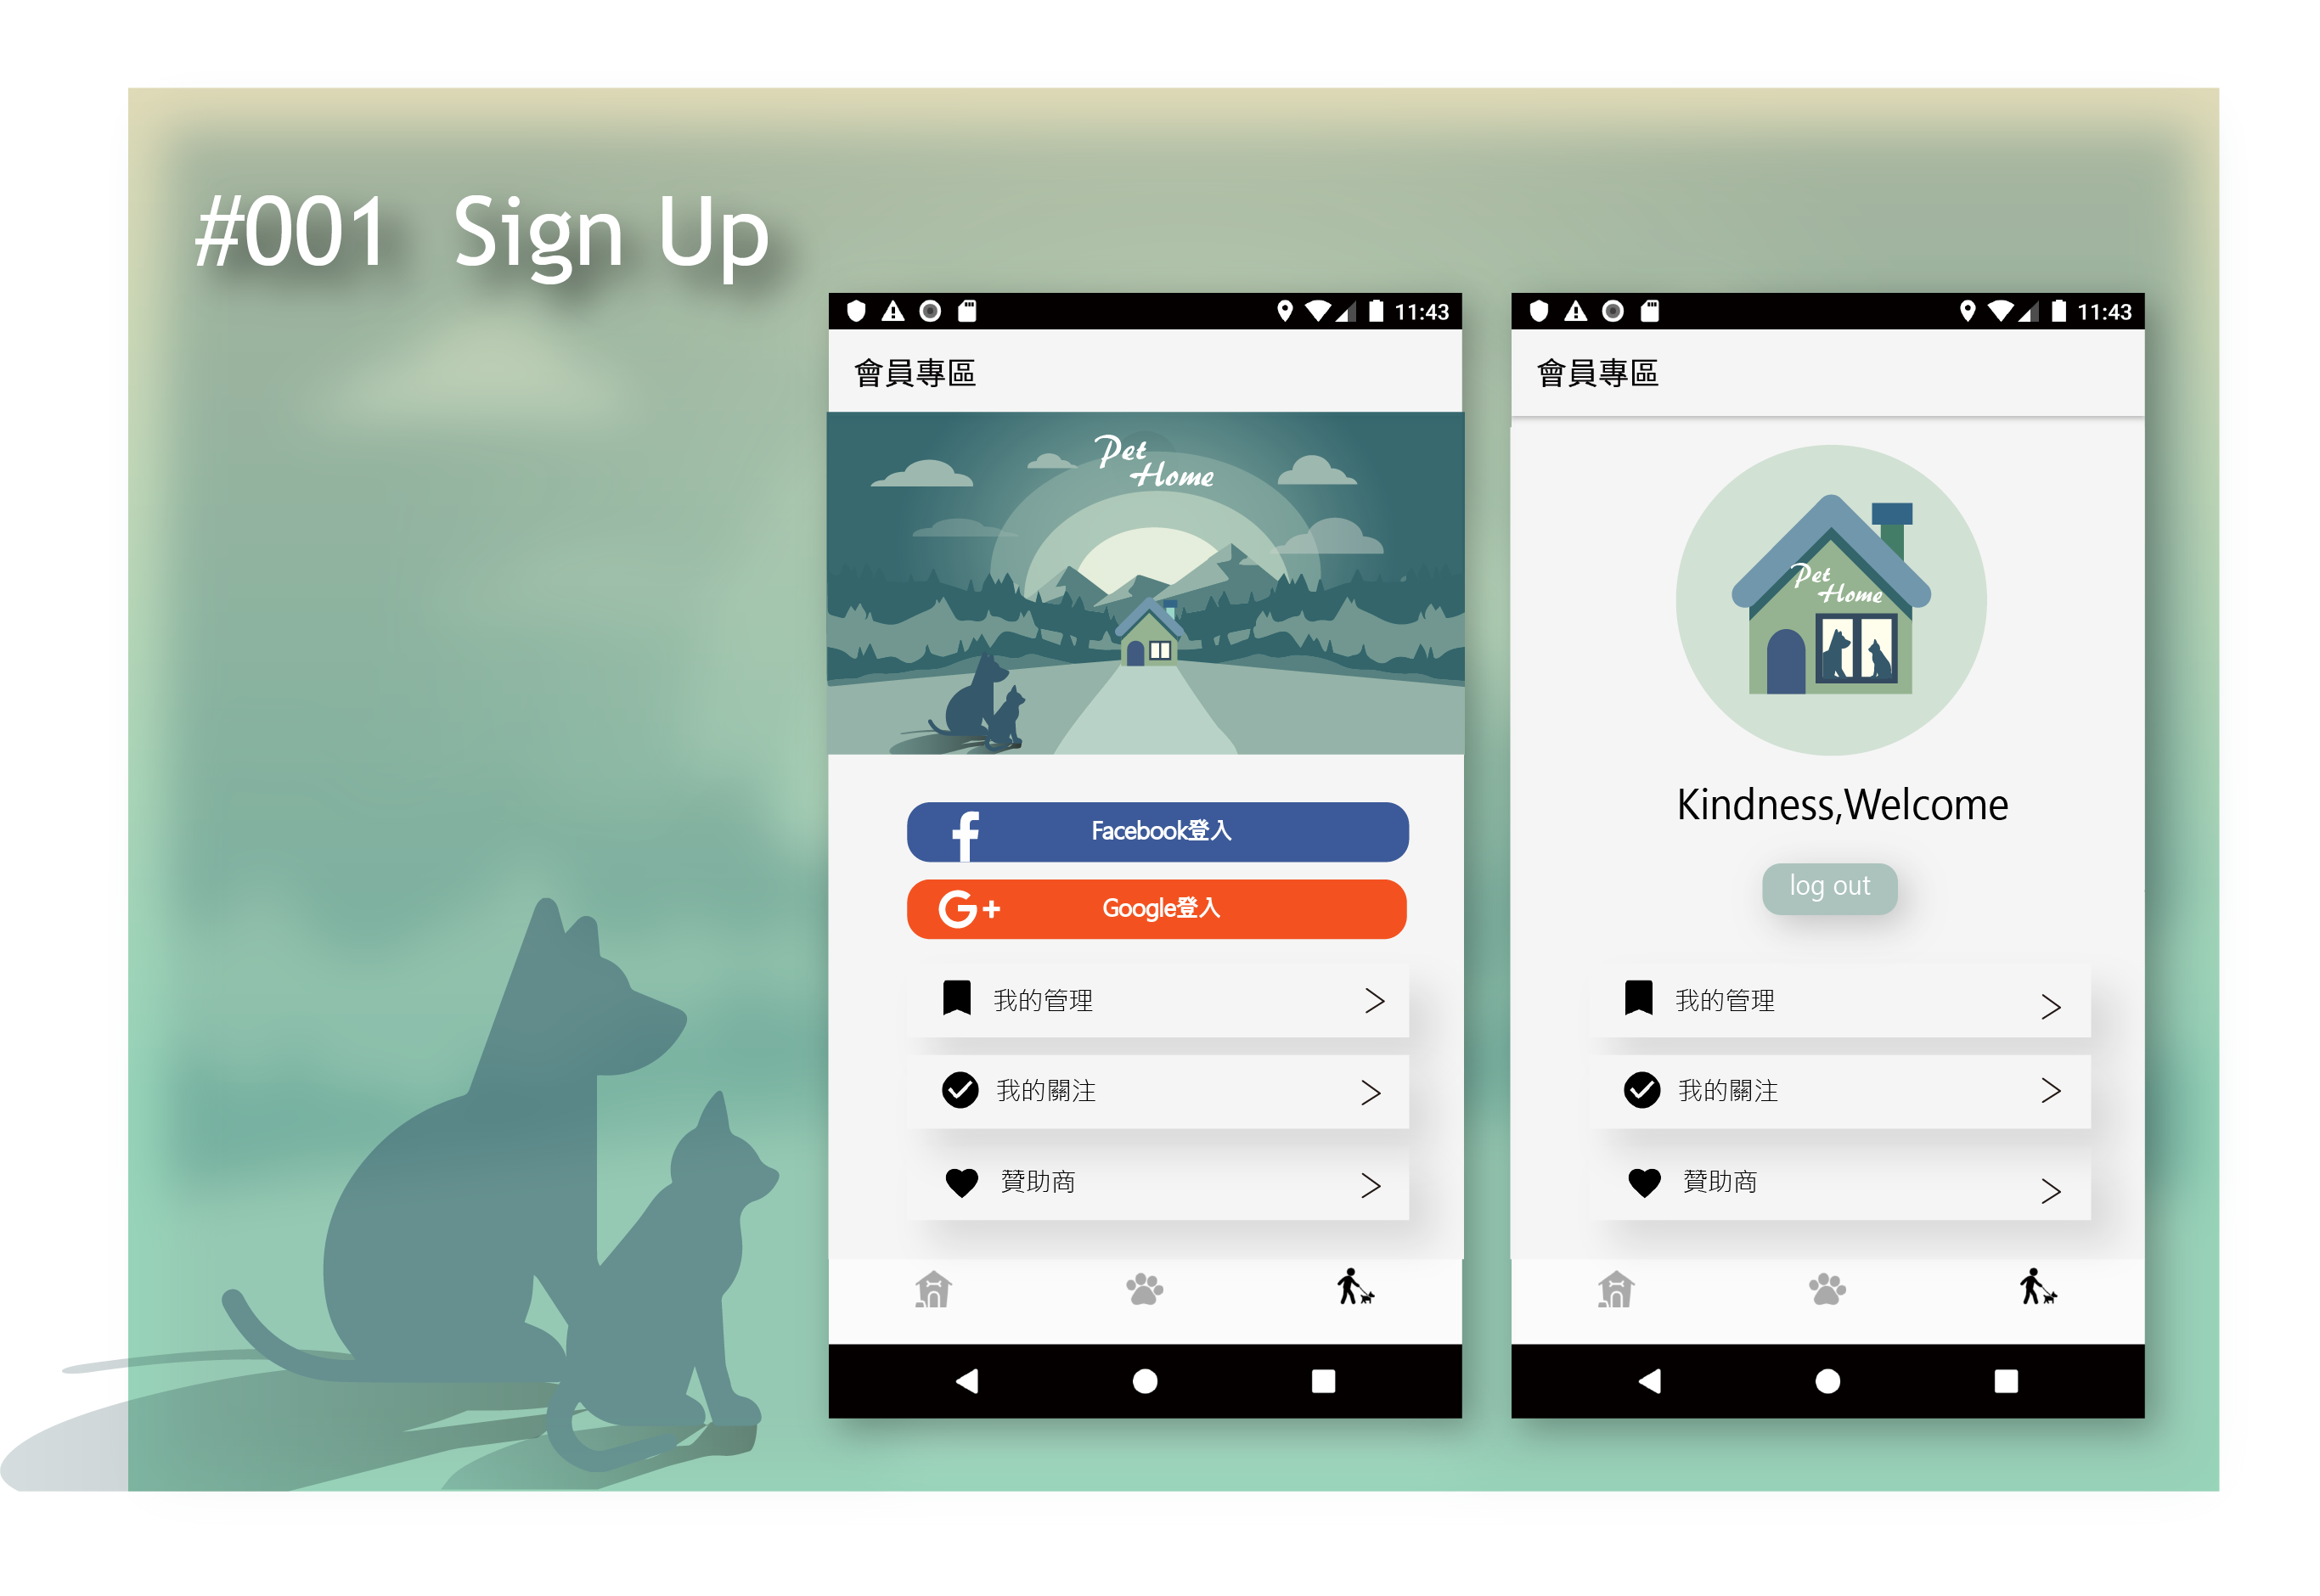 #001 Sign Up
11:43
會員專區
Pet
Home
Facebook登入
G+ Google登入
我的管理
我的關注
贊助商
11:43
會員專區
Pet
Home
Kindness,Welcome
log out
我的管理
我的關注
贊助商